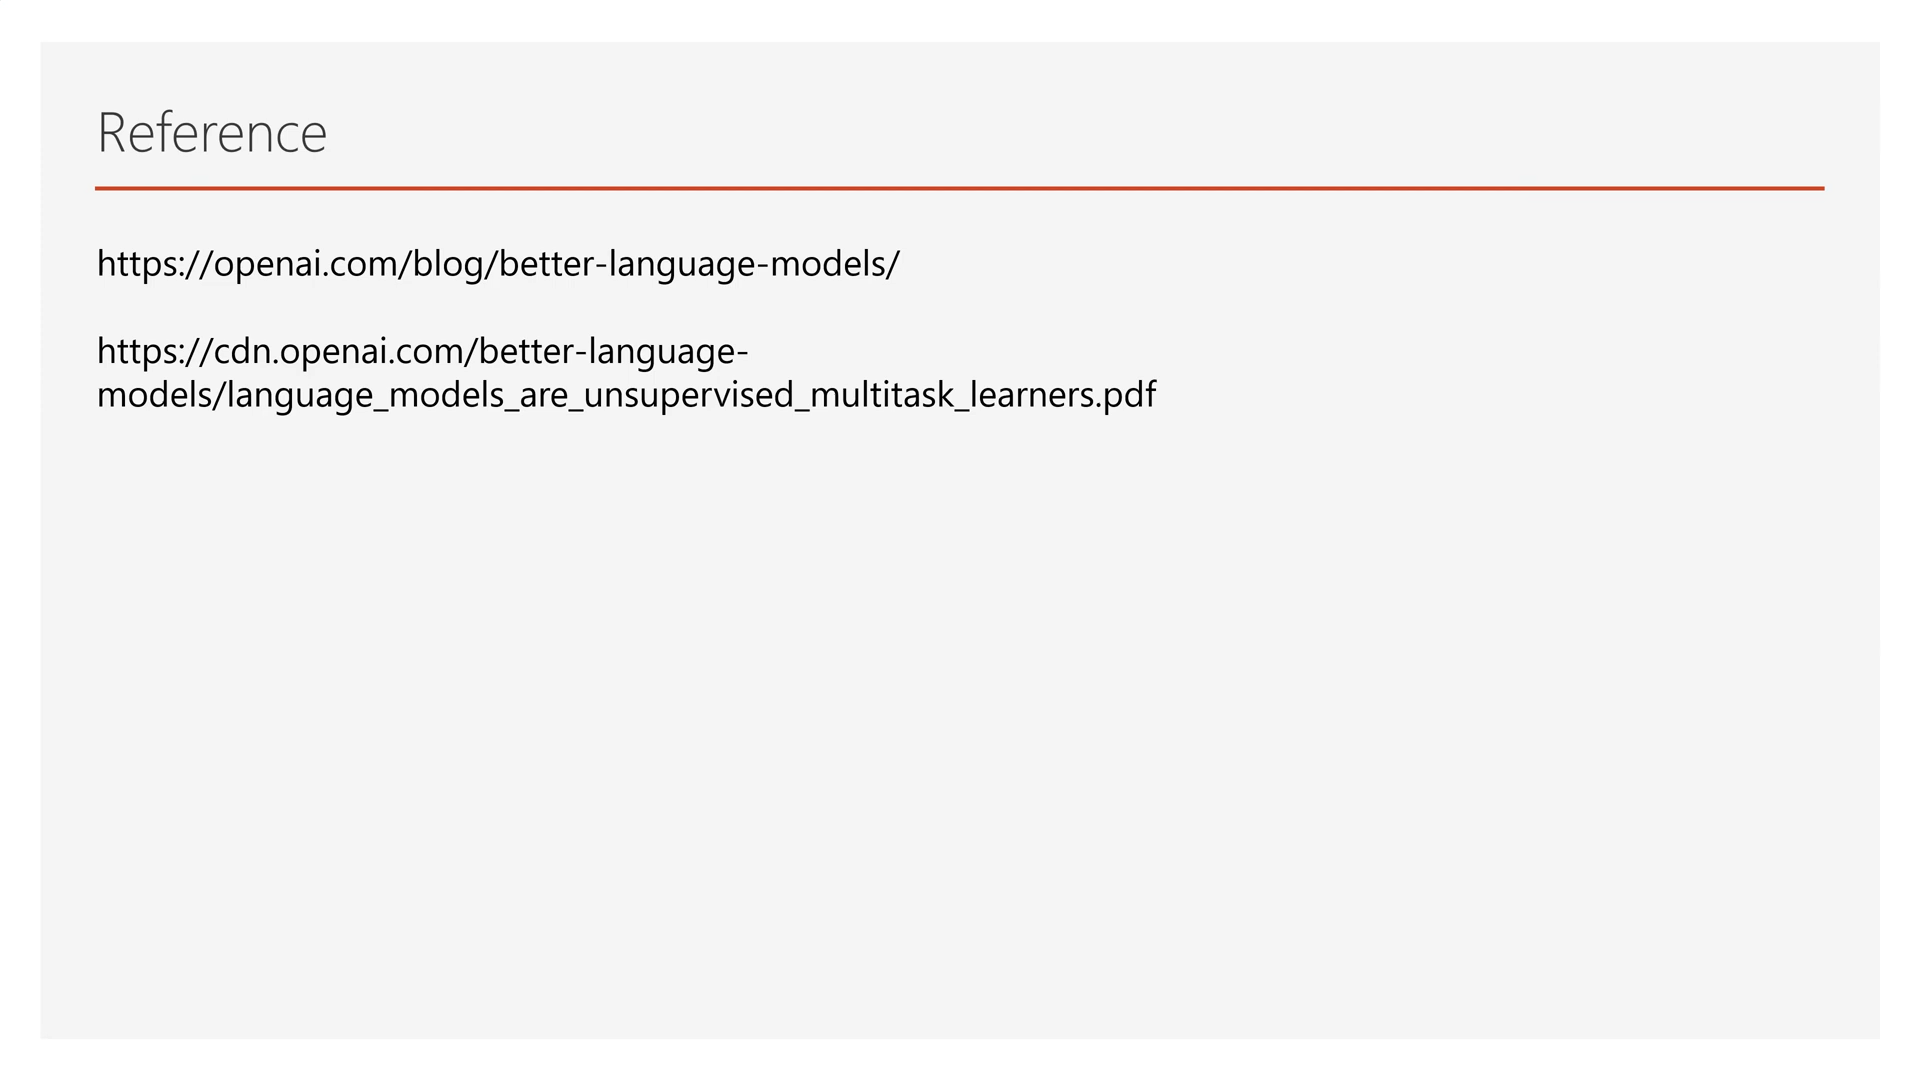 Reference
https://openai.com/blog/better-language-models/
https://cdn.openai.com/better-language-
models/language_models_are_unsupervised_multitask_learners.pdf